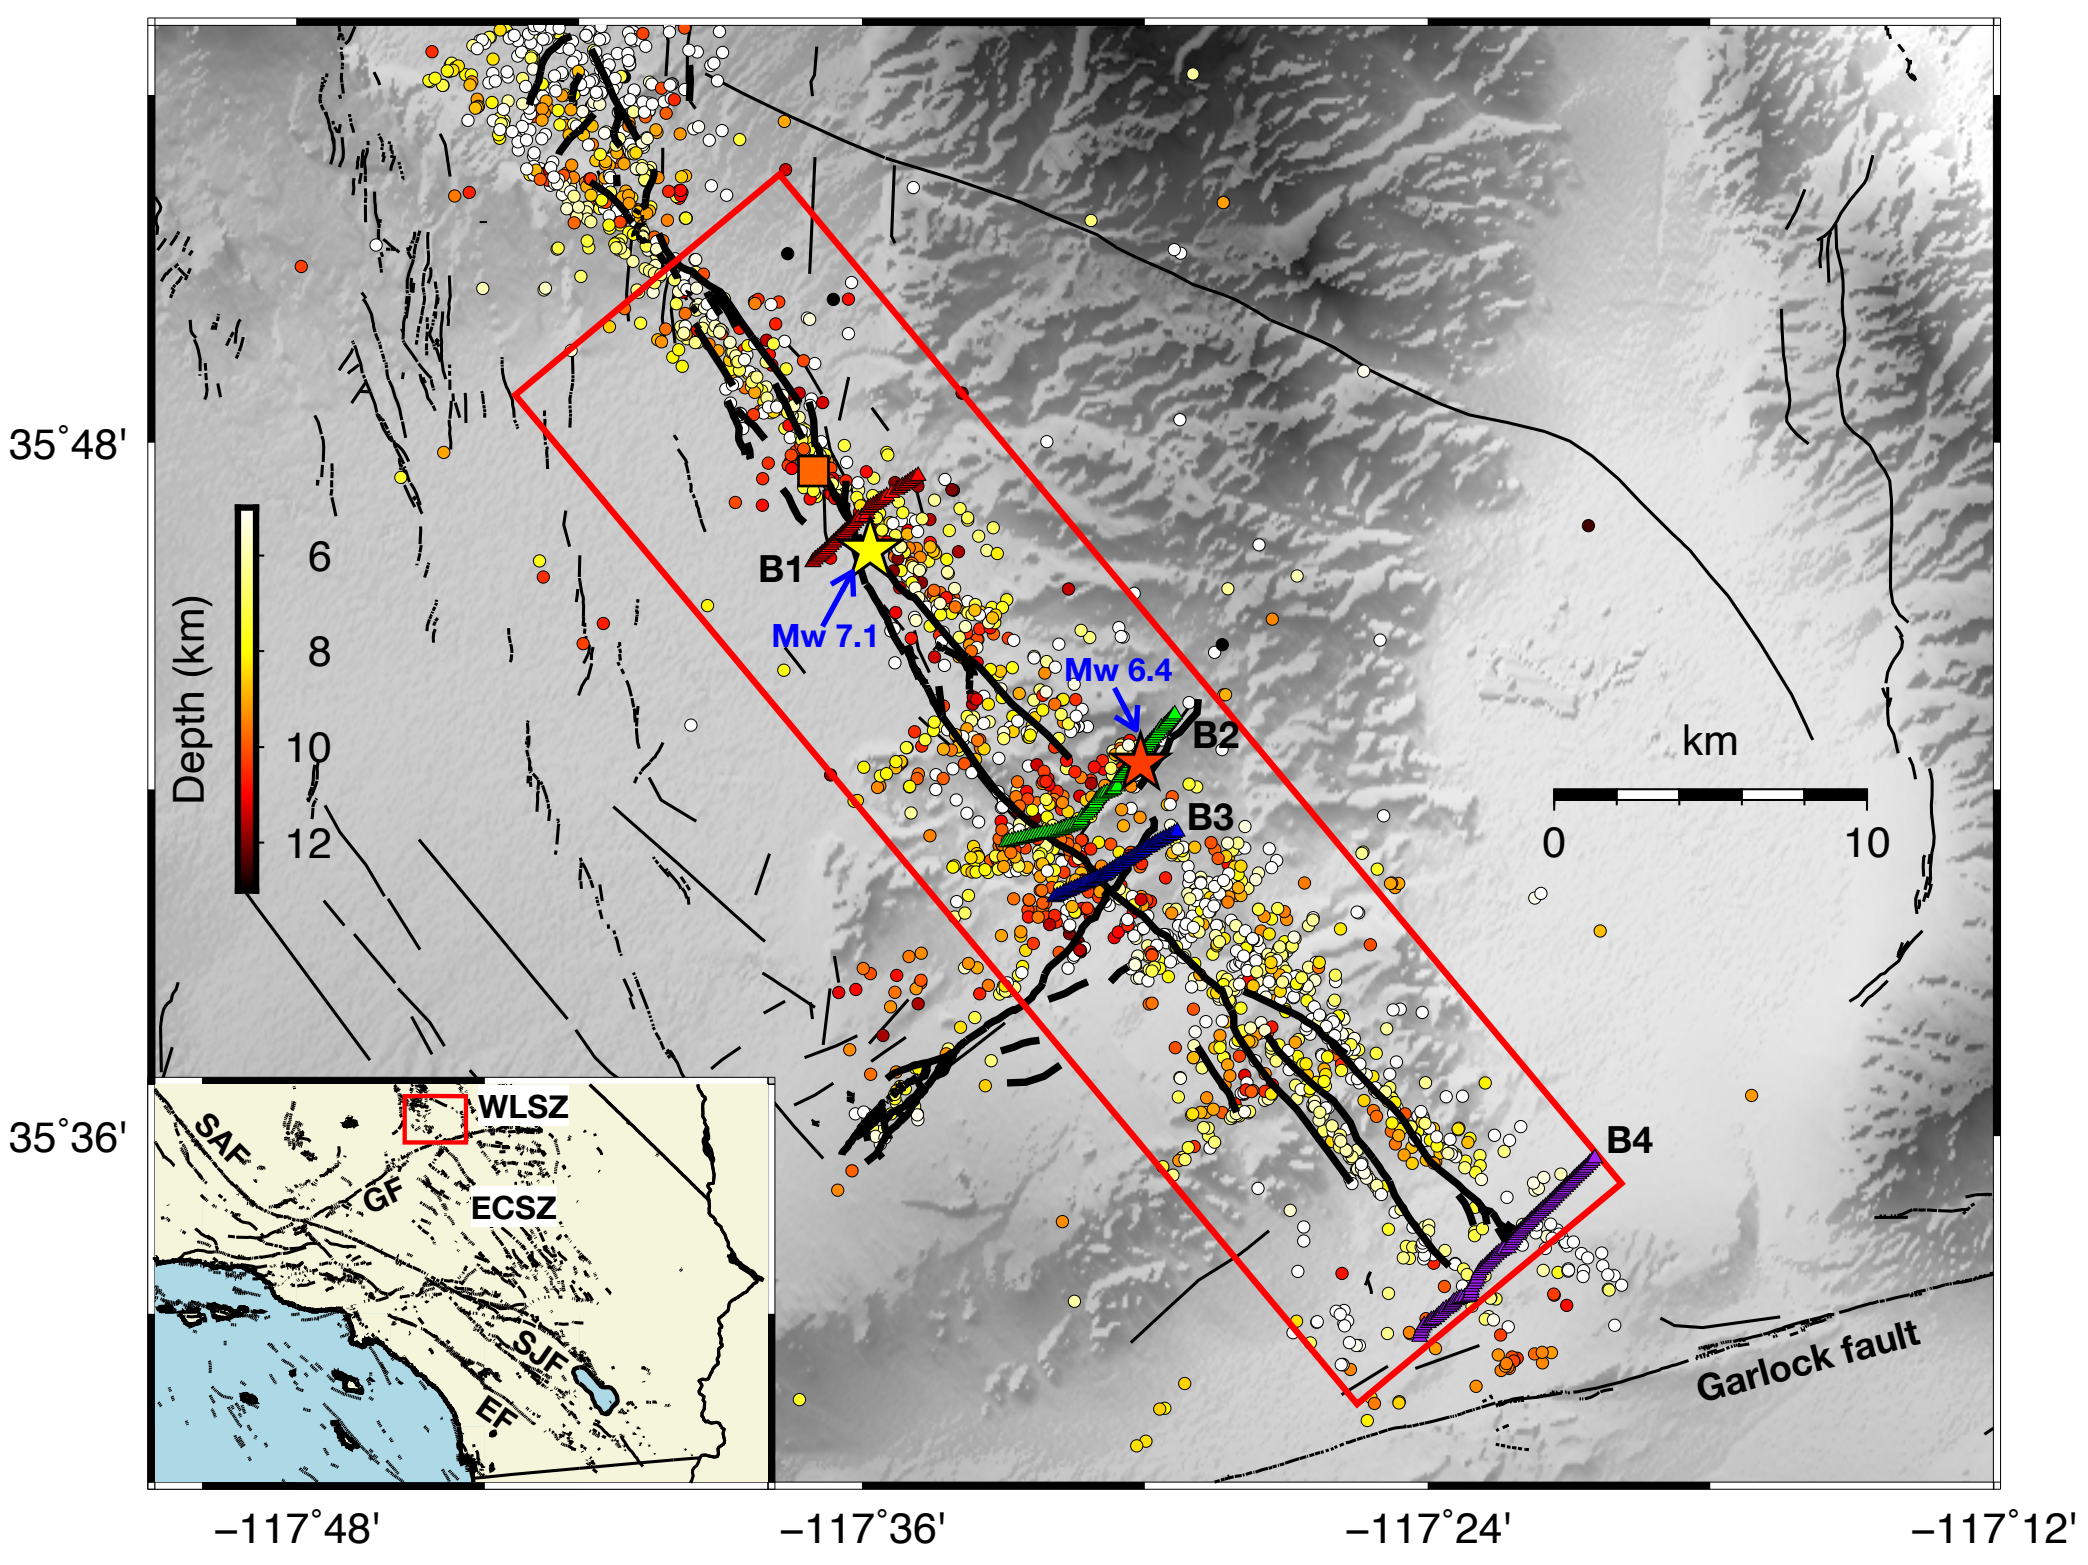 35˚48'
6
8
10
12
Depth (km)
B1
Mw 7.1
Mw 6.4
B2
B3
km
0
10
B4
35˚36'
WLSZ
SAF
GF
ECSZ
SJF
EF
Garlock fault
−117˚48'
−117˚36'
−117˚24'
−117˚12'